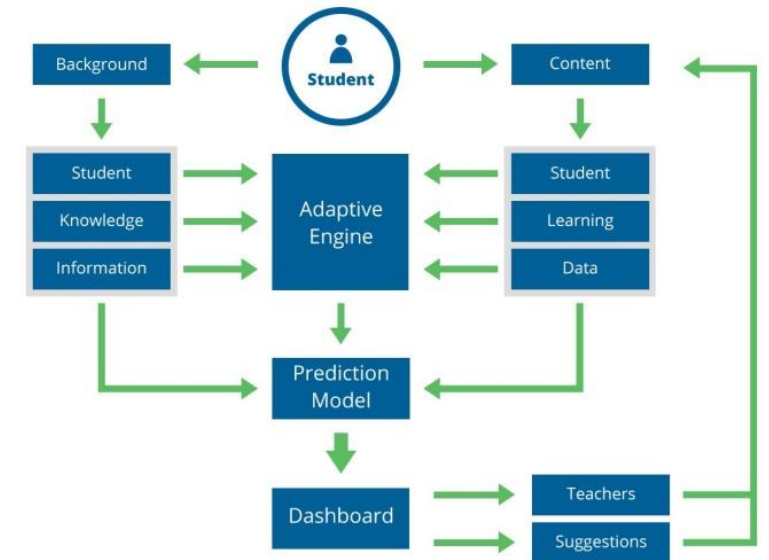 Student
Background
Content
Student
Knowledge
Information
Adaptive
Engine
Student
Learning
Data
Prediction
Model
Dashboard
Teachers
Suggestions